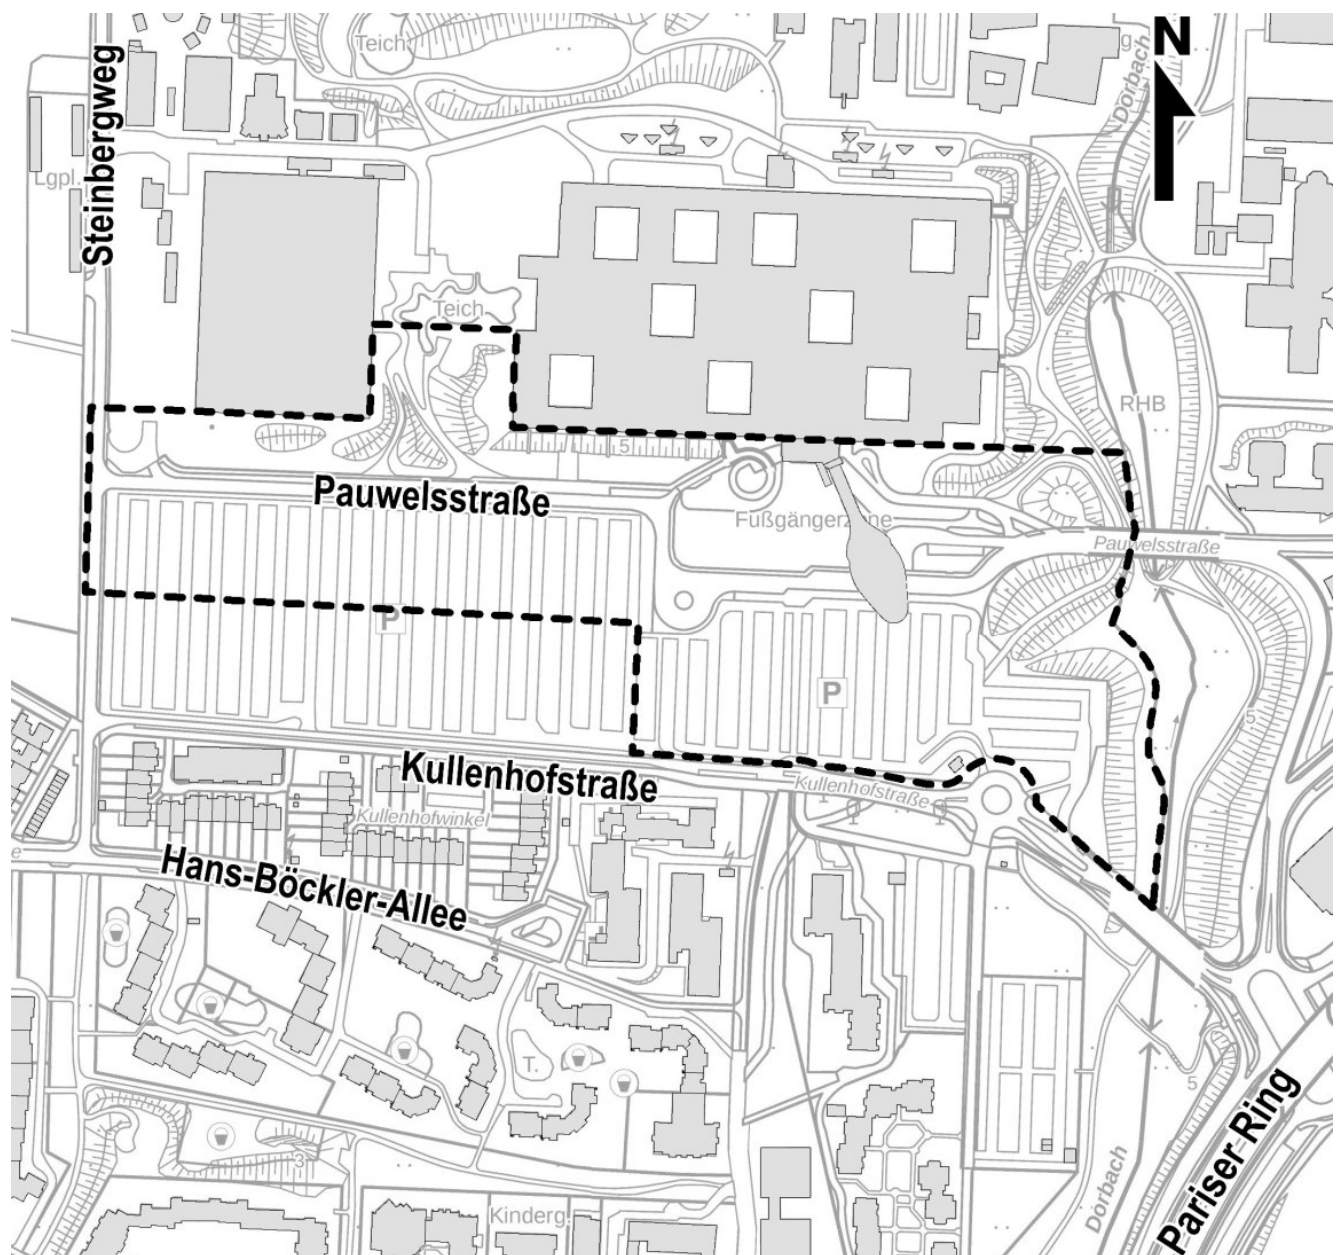 Teich
N
Dorbach
Steinbergweg
Lgpl.
Teich
RHB
5
Pauwelsstraße
Fußgängerzone
Pauwelsstraße
P
P
5
Kullenhofstraße
Kullenhofstraße
Kullenhofwinkel
e
Hans-Böckler-Allee
T.
5
3
Pariser Ring
Dorbach
Kinderg.